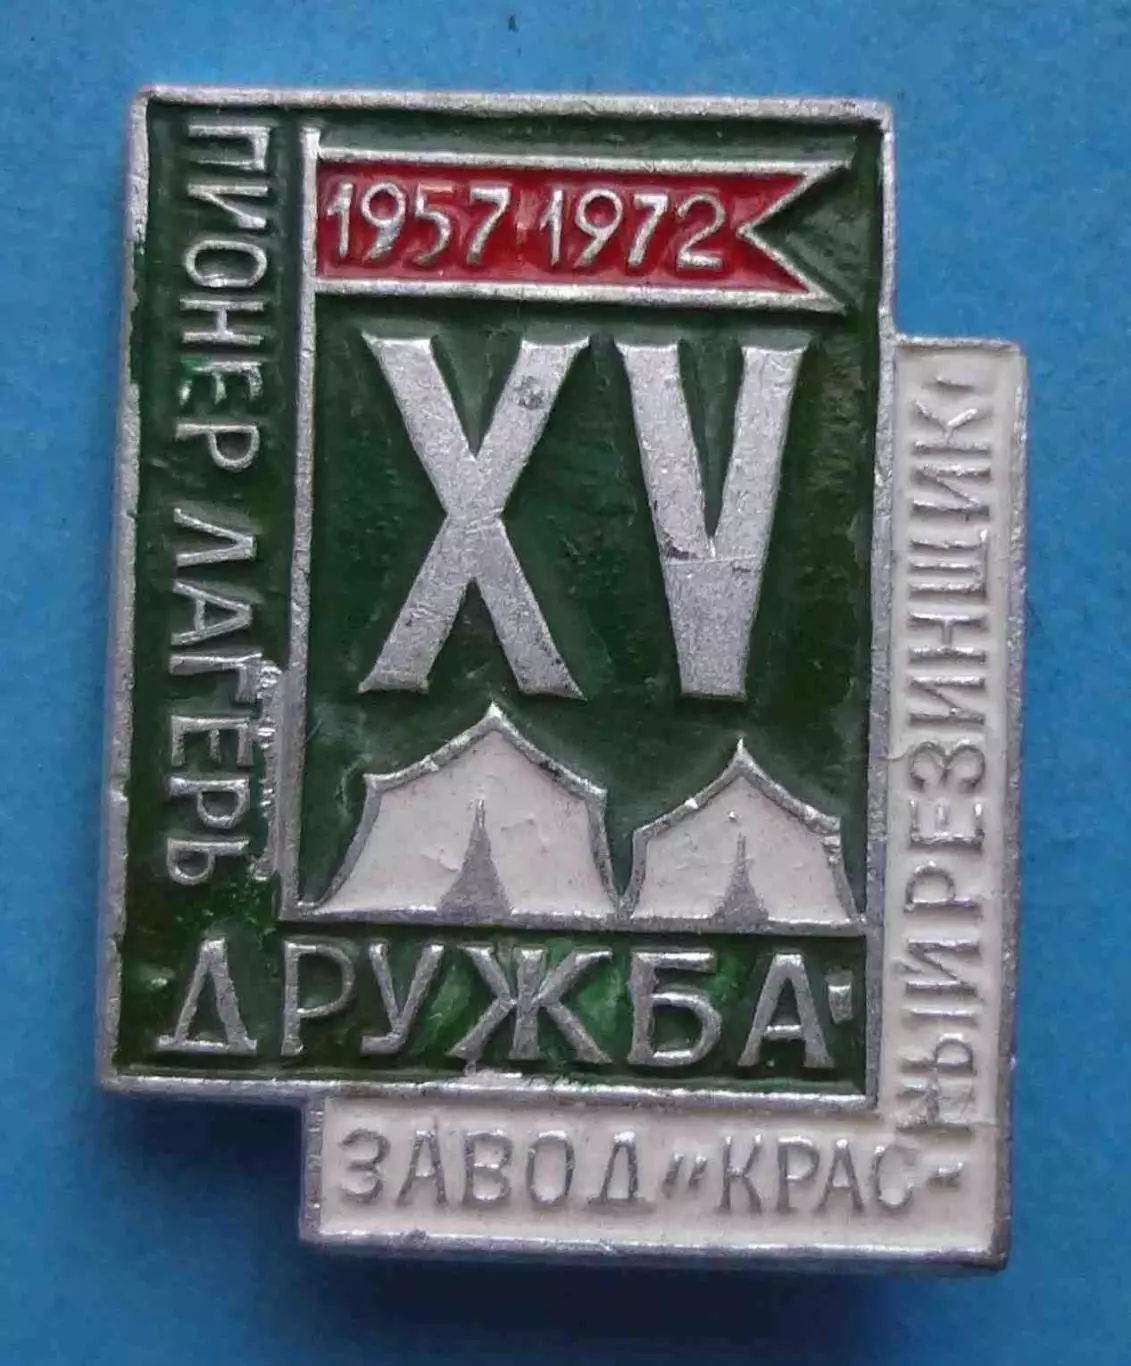 ПИОНЕР ЛАГЕРЬ
1957-1972
XV
ДРУЖБА"
ЗАВОД "КРАС-
НЫЙ РЕЗИНЩИК"